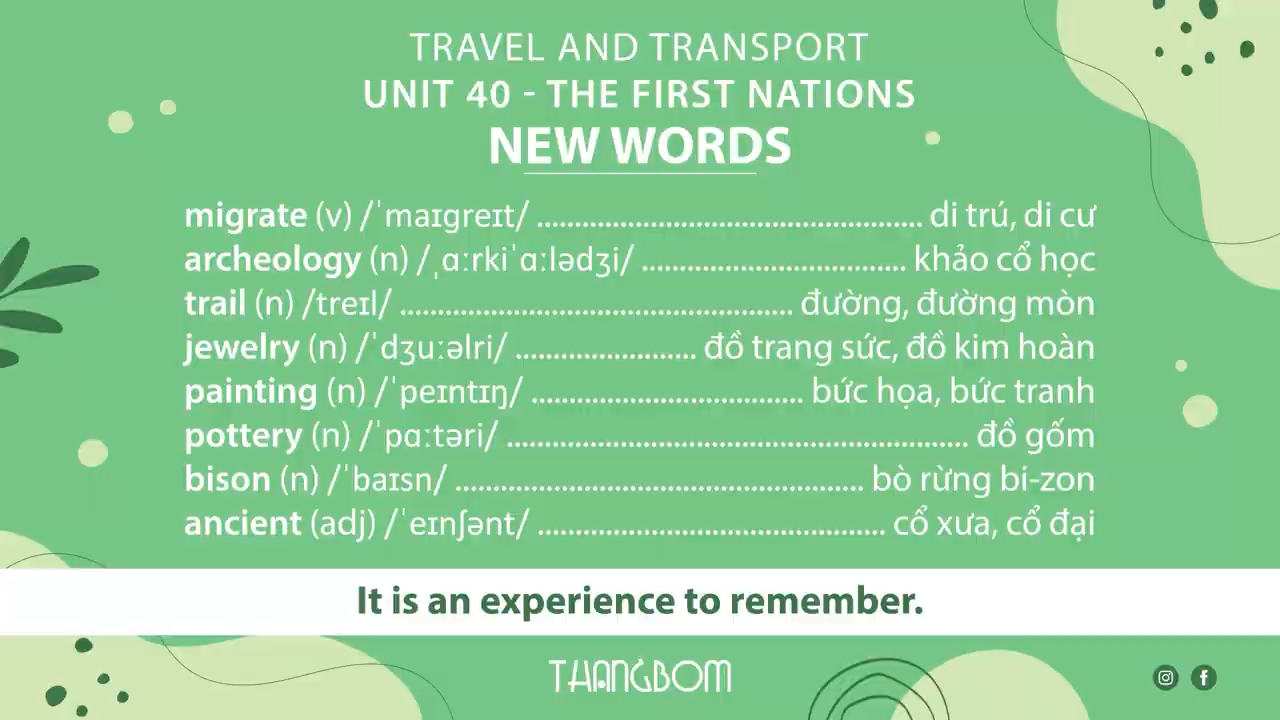 TRAVEL AND TRANSPORT
UNIT 40 - THE FIRST NATIONS
NEW WORDS
migrate (v) /ˈmaɪɡreɪt/ .................................................... di trú, di cư
archeology (n) /ˌɑːrkiˈɑːlədʒi/ .................................... khảo cổ học
trail (n) /treɪl/ ..................................................... đường, đường mòn
jewelry (n) /ˈdʒuːəlri/ ......................... đồ trang sức, đồ kim hoàn
painting (n) /ˈpeɪntɪŋ/ ..................................... bức họa, bức tranh
pottery (n) /ˈpɑːtəri/ ............................................................... đồ gốm
bison (n) /ˈbaɪsn/ ....................................................... bò rừng bi-zon
ancient (adj) /ˈeɪnʃənt/ ............................................... cổ xưa, cổ đại
It is an experience to remember.
THANGBOM